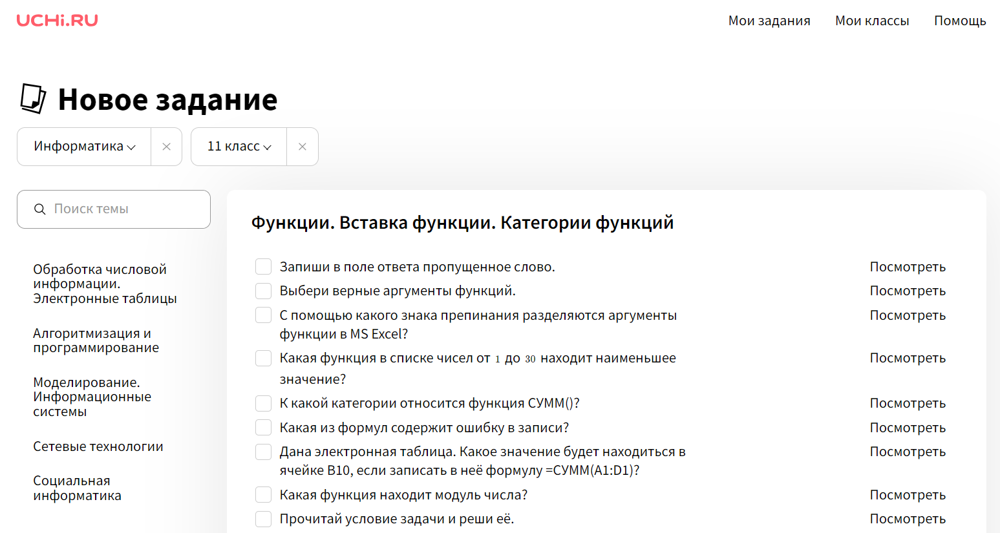 UCHi.RU
Мои задания Мои классы Помощь
Новое задание
Информатика 11 класс
Поиск темы
Обработка числовой
информации.
Электронные таблицы
Алгоритмизация и
программирование
Моделирование.
Информационные
системы
Сетевые технологии
Социальная
информатика
Функции. Вставка функции. Категории функций
Запиши в поле ответа пропущенное слово. Посмотреть
Выбери верные аргументы функций. Посмотреть
С помощью какого знака препинания разделяются аргументы Посмотреть
функции в MS Excel?
Какая функция в списке чисел от 1 до 30 находит наименьшее Посмотреть
значение?
К какой категории относится функция СУММ()? Посмотреть
Какая из формул содержит ошибку в записи? Посмотреть
Дана электронная таблица. Какое значение будет находиться в Посмотреть
ячейке B10, если записать в неё формулу =СУММ(A1:D1)?
Какая функция находит модуль числа? Посмотреть
Прочитай условие задачи и реши её. Посмотреть